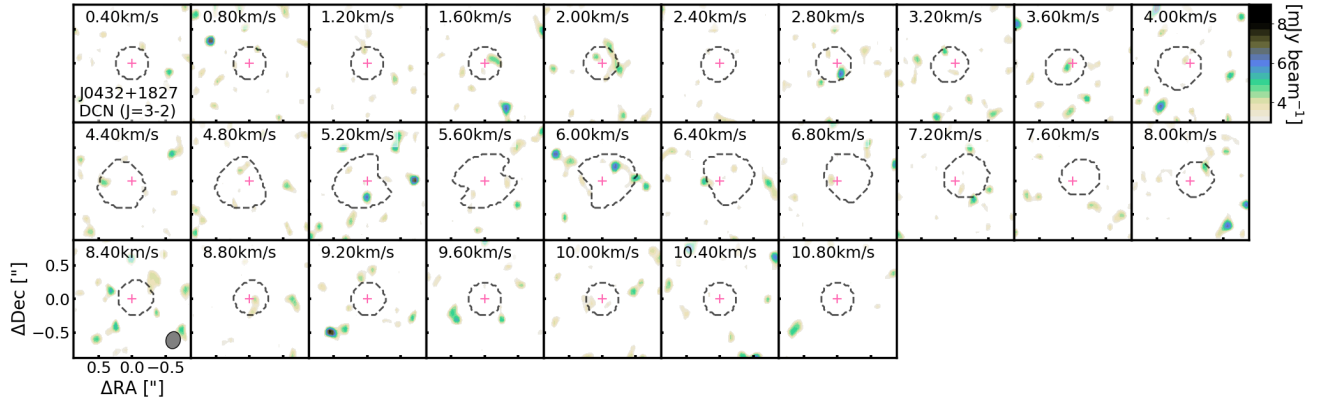 0.40km/s 0.80km/s 1.20km/s 1.60km/s 2.00km/s 2.40km/s 2.80km/s 3.20km/s 3.60km/s 4.00km/s
J0432+1827
DCN (J=3-2)
8
6
4
[mJy beam⁻¹]
4.40km/s 4.80km/s 5.20km/s 5.60km/s 6.00km/s 6.40km/s 6.80km/s 7.20km/s 7.60km/s 8.00km/s
8.40km/s 8.80km/s 9.20km/s 9.60km/s 10.00km/s 10.40km/s 10.80km/s
0.5
0.0
−0.5
ΔDec ["]
0.5 0.0 −0.5
ΔRA ["]